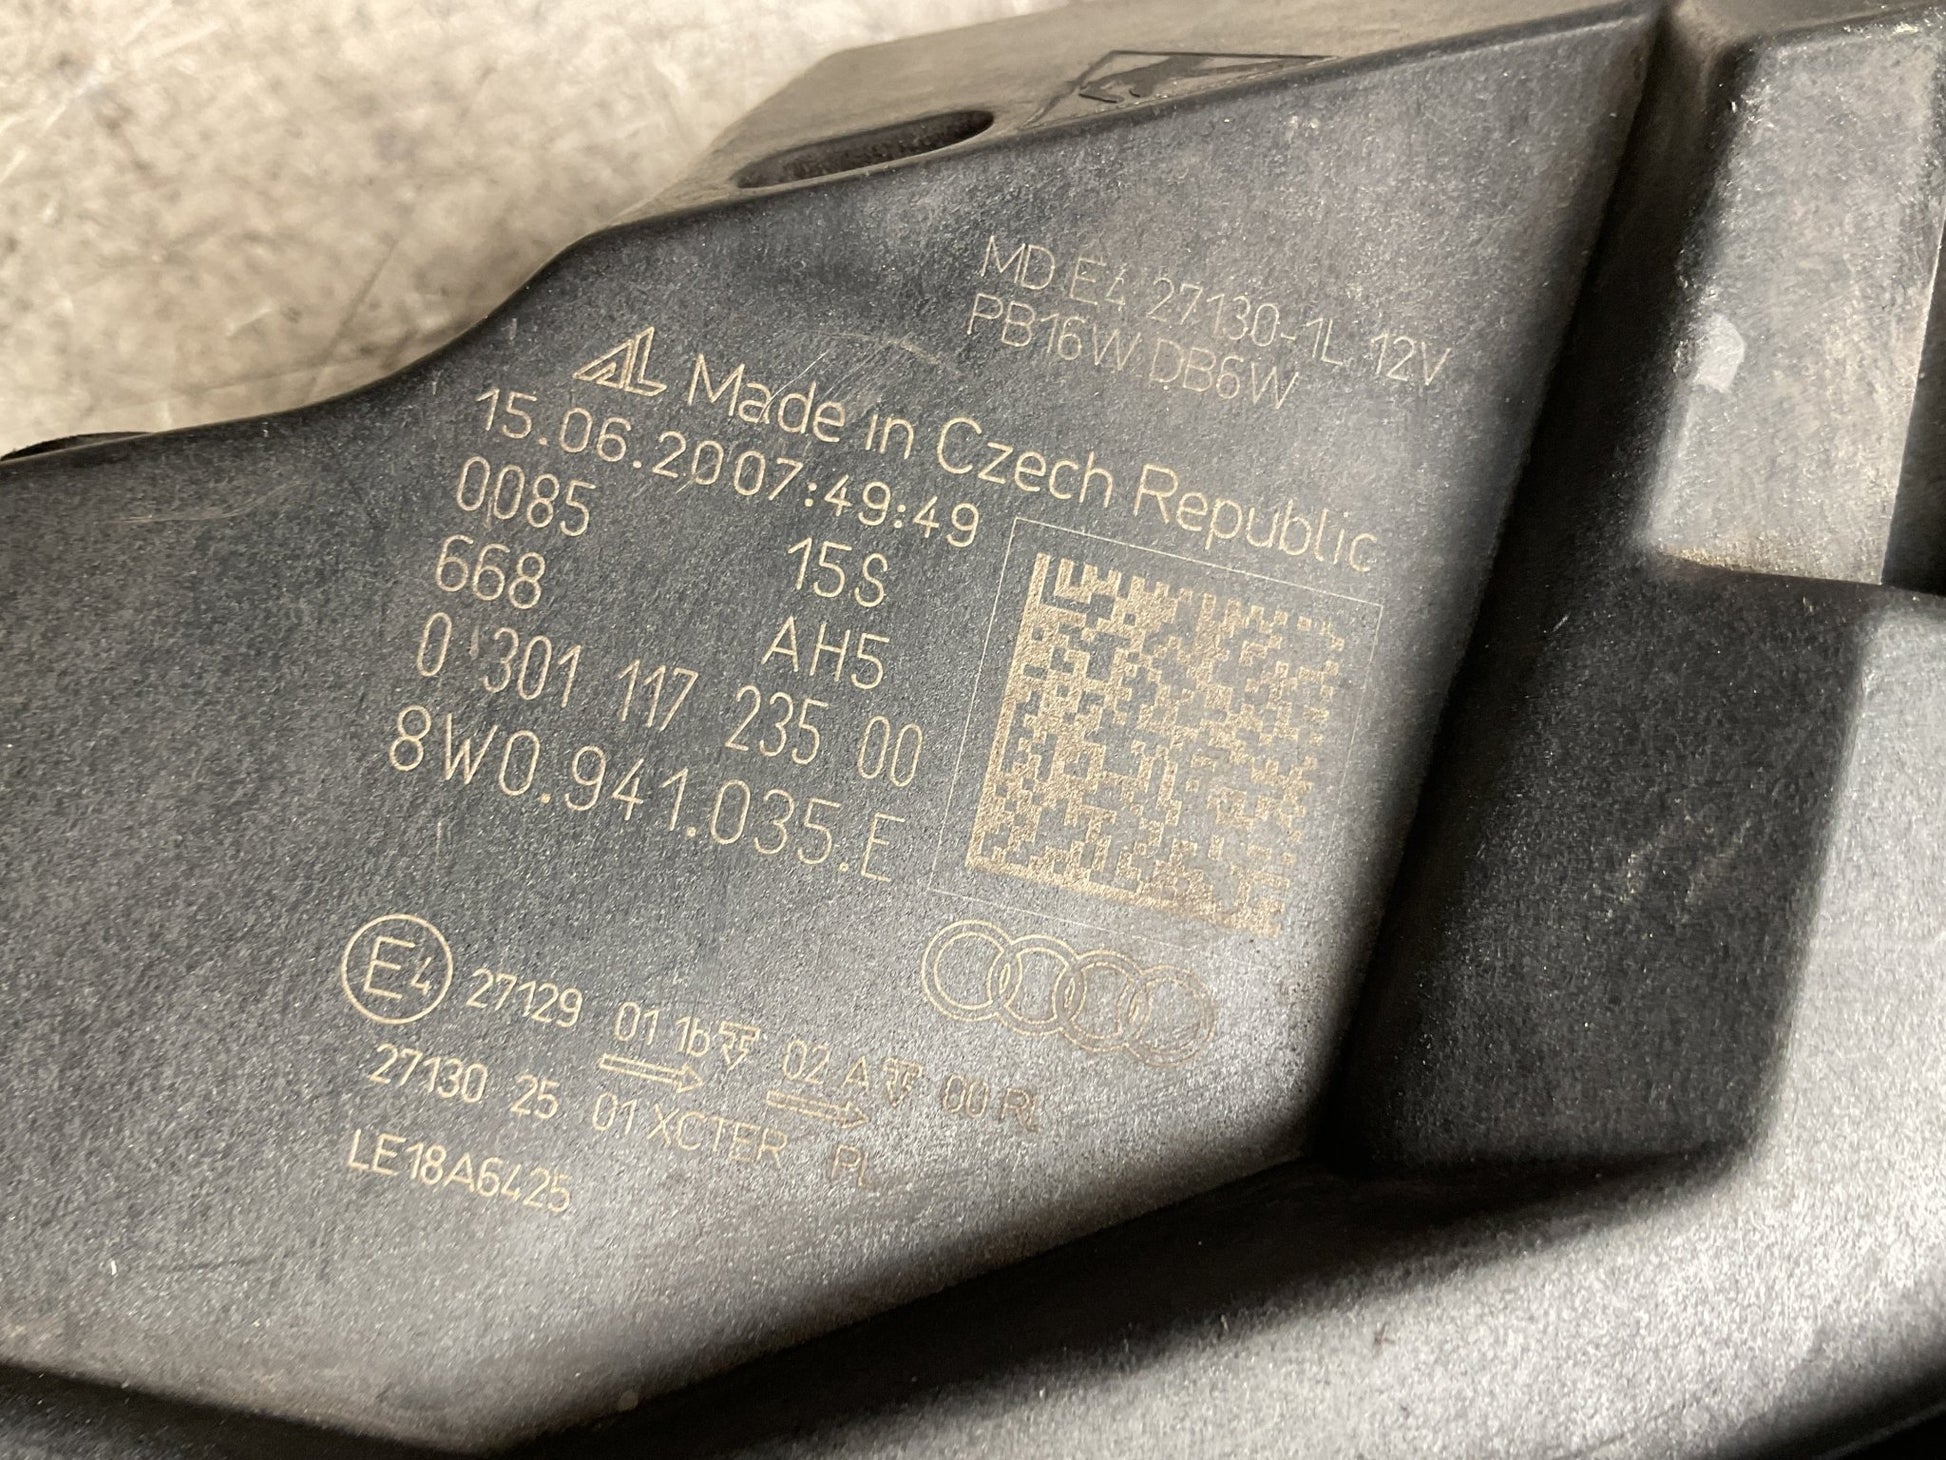 MD E4 27130-1L 12V
PB16W DB6W
AL Made in Czech Republic
15.06.2007:49:49
0085 15S
668 AH5
0 301 117 235 00
8W0.941.035.E
E4 27129 01 1b 02 A 00 RL
27130 25 01 XCTER PL
LE18A6425